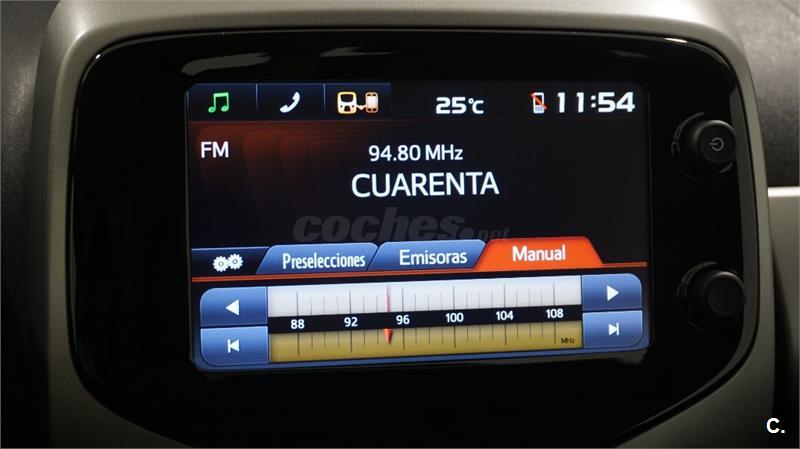 25°C 11:54
FM
94.80 MHz
CUARENTA
coches.net
Preselecciones Emisoras Manual
88 92 96 100 104 108
MHz
C.